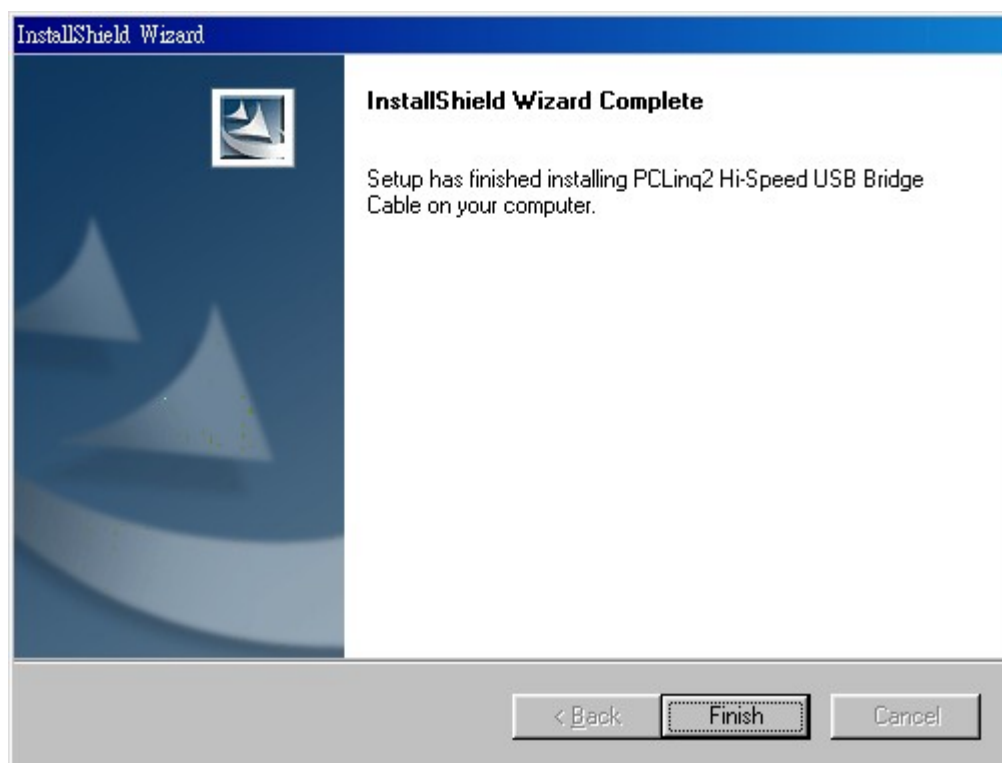 InstallShield Wizard
InstallShield Wizard Complete
Setup has finished installing PCLinq2 Hi-Speed USB Bridge
Cable on your computer.
< Back
Finish
Cancel